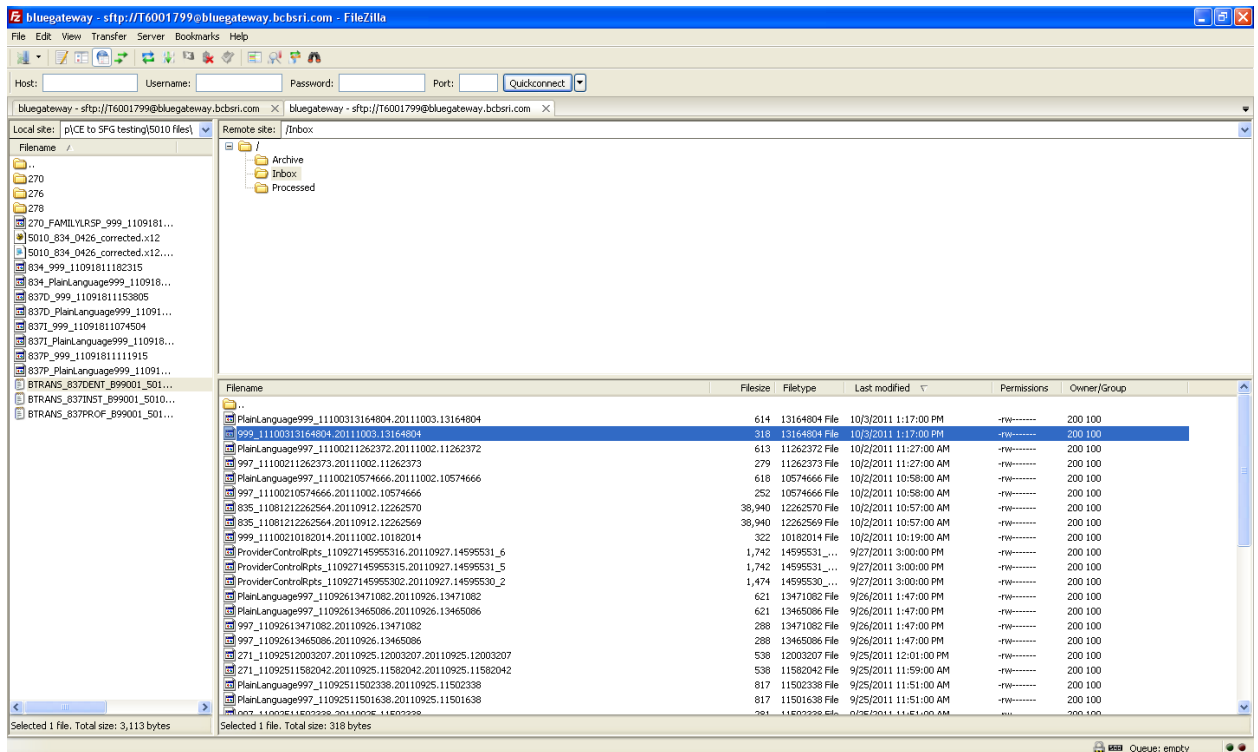 bluegateway - sftp://T6001799@bluegateway.bcbsri.com - FileZilla
File Edit View Transfer Server Bookmarks Help
Host: Username: Password: Port: Quickconnect
bluegateway - sftp://T6001799@bluegateway.bcbsri.com bluegateway - sftp://T6001799@bluegateway.bcbsri.com
Local site: p\CE to SFG testing\5010 files\
Filename
..
270
276
278
270_FAMILYLRSP_999_1109181...
5010_834_0426_corrected.x12
5010_834_0426_corrected.x12....
834_999_11091811182315
834_PlainLanguage999_110918...
837D_999_11091811153805
837D_PlainLanguage999_11091...
837I_999_11091811074504
837I_PlainLanguage999_110918...
837P_999_11091811111915
837P_PlainLanguage999_11091...
BTRANS_837DENT_B99001_501...
BTRANS_837INST_B99001_5010...
BTRANS_837PROF_B99001_501...
Selected 1 file. Total size: 3,113 bytes
Remote site: /Inbox
/
Archive
Inbox
Processed
Filename Filesize Filetype Last modified Permissions Owner/Group
..
PlainLanguage999_11100313164804.20111003.13164804 614 13164804 File 10/3/2011 1:17:00 PM -rw------- 200 100
999_11100313164804.20111003.13164804 318 13164804 File 10/3/2011 1:17:00 PM -rw------- 200 100
PlainLanguage997_11100211262372.20111002.11262372 613 11262372 File 10/2/2011 11:27:00 AM -rw------- 200 100
997_11100211262373.20111002.11262373 279 11262373 File 10/2/2011 11:27:00 AM -rw------- 200 100
PlainLanguage997_11100210574666.20111002.10574666 618 10574666 File 10/2/2011 10:58:00 AM -rw------- 200 100
997_11100210574666.20111002.10574666 252 10574666 File 10/2/2011 10:58:00 AM -rw------- 200 100
835_11081212262564.20110912.12262570 38,940 12262570 File 10/2/2011 10:57:00 AM -rw------- 200 100
835_11081212262564.20110912.12262569 38,940 12262569 File 10/2/2011 10:57:00 AM -rw------- 200 100
999_11100210182014.20111002.10182014 322 10182014 File 10/2/2011 10:19:00 AM -rw------- 200 100
ProviderControlRpts_110927145955316.20110927.14595531_6 1,742 14595531_... 9/27/2011 3:00:00 PM -rw------- 200 100
ProviderControlRpts_110927145955315.20110927.14595531_5 1,742 14595531_... 9/27/2011 3:00:00 PM -rw------- 200 100
ProviderControlRpts_110927145955302.20110927.14595530_2 1,474 14595530_... 9/27/2011 3:00:00 PM -rw------- 200 100
PlainLanguage997_11092613471082.20110926.13471082 621 13471082 File 9/26/2011 1:47:00 PM -rw------- 200 100
PlainLanguage997_11092613465086.20110926.13465086 621 13465086 File 9/26/2011 1:47:00 PM -rw------- 200 100
997_11092613471082.20110926.13471082 288 13471082 File 9/26/2011 1:47:00 PM -rw------- 200 100
997_11092613465086.20110926.13465086 288 13465086 File 9/26/2011 1:47:00 PM -rw------- 200 100
271_11092512003207.20110925.12003207.20110925.12003207 538 12003207 File 9/25/2011 12:01:00 PM -rw------- 200 100
271_11092511582042.20110925.11582042.20110925.11582042 538 11582042 File 9/25/2011 11:59:00 AM -rw------- 200 100
PlainLanguage997_11092511502338.20110925.11502338 817 11502338 File 9/25/2011 11:51:00 AM -rw------- 200 100
PlainLanguage997_11092511501638.20110925.11501638 817 11501638 File 9/25/2011 11:51:00 AM -rw------- 200 100
Selected 1 file. Total size: 318 bytes
Queue: empty